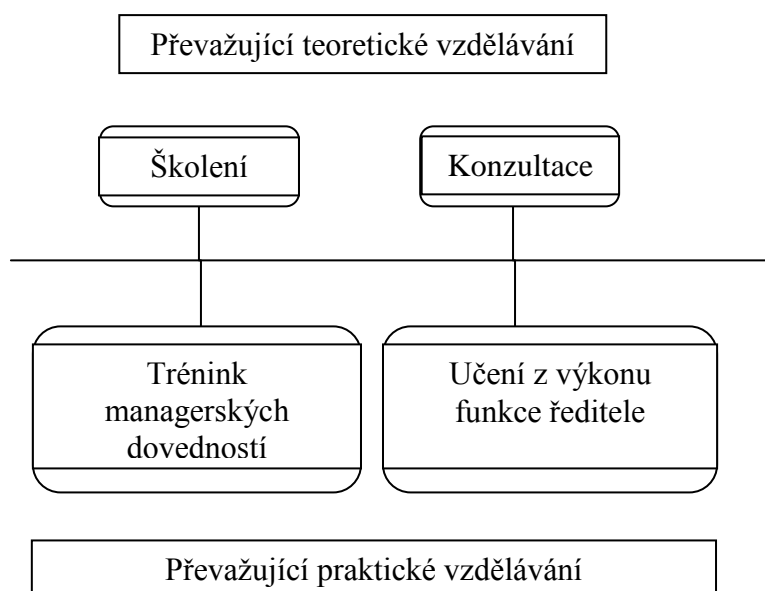 Převažující teoretické vzdělávání
Školení
Konzultace
Trénink
managerských
dovedností
Učení z výkonu
funkce ředitele
Převažující praktické vzdělávání